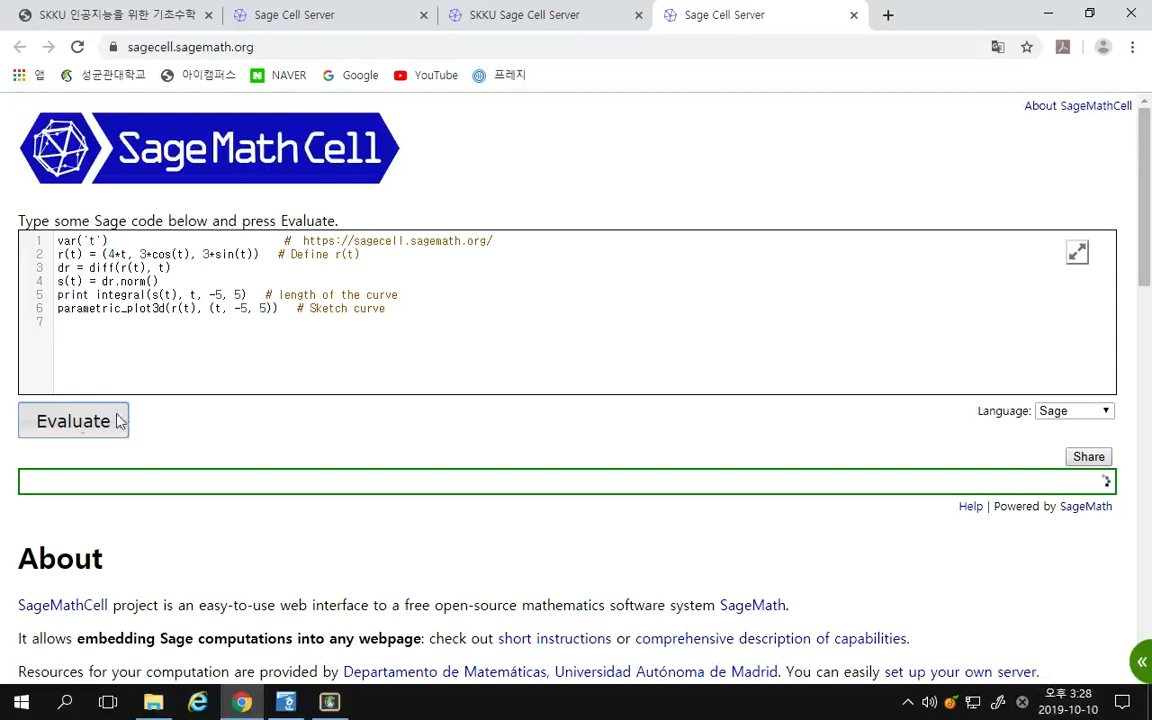 SKKU 인공지능을 위한 기초수학
Sage Cell Server
SKKU Sage Cell Server
Sage Cell Server
sagecell.sagemath.org
앱
성균관대학교
아이캠퍼스
NAVER
Google
YouTube
프레지
About SageMathCell
SageMathCell
Type some Sage code below and press Evaluate.
1 var('t') # https://sagecell.sagemath.org/
2 r(t) = (4*t, 3*cos(t), 3*sin(t)) # Define r(t)
3 dr = diff(r(t), t)
4 s(t) = dr.norm()
5 print integral(s(t), t, -5, 5) # length of the curve
6 parametric_plot3d(r(t), (t, -5, 5)) # Sketch curve
7
Evaluate
Language: Sage
Share
Help | Powered by SageMath
About
SageMathCell project is an easy-to-use web interface to a free open-source mathematics software system SageMath.
It allows embedding Sage computations into any webpage: check out short instructions or comprehensive description of capabilities.
Resources for your computation are provided by Departamento de Matemáticas, Universidad Autónoma de Madrid. You can easily set up your own server.
오후 3:28
2019-10-10